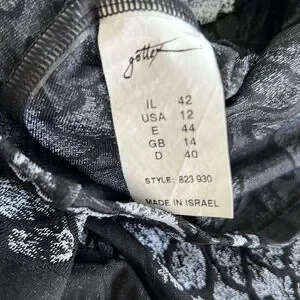 gottex
IL 42
USA 12
E 44
GB 14
D 40
STYLE: 823 930
MADE IN ISRAEL